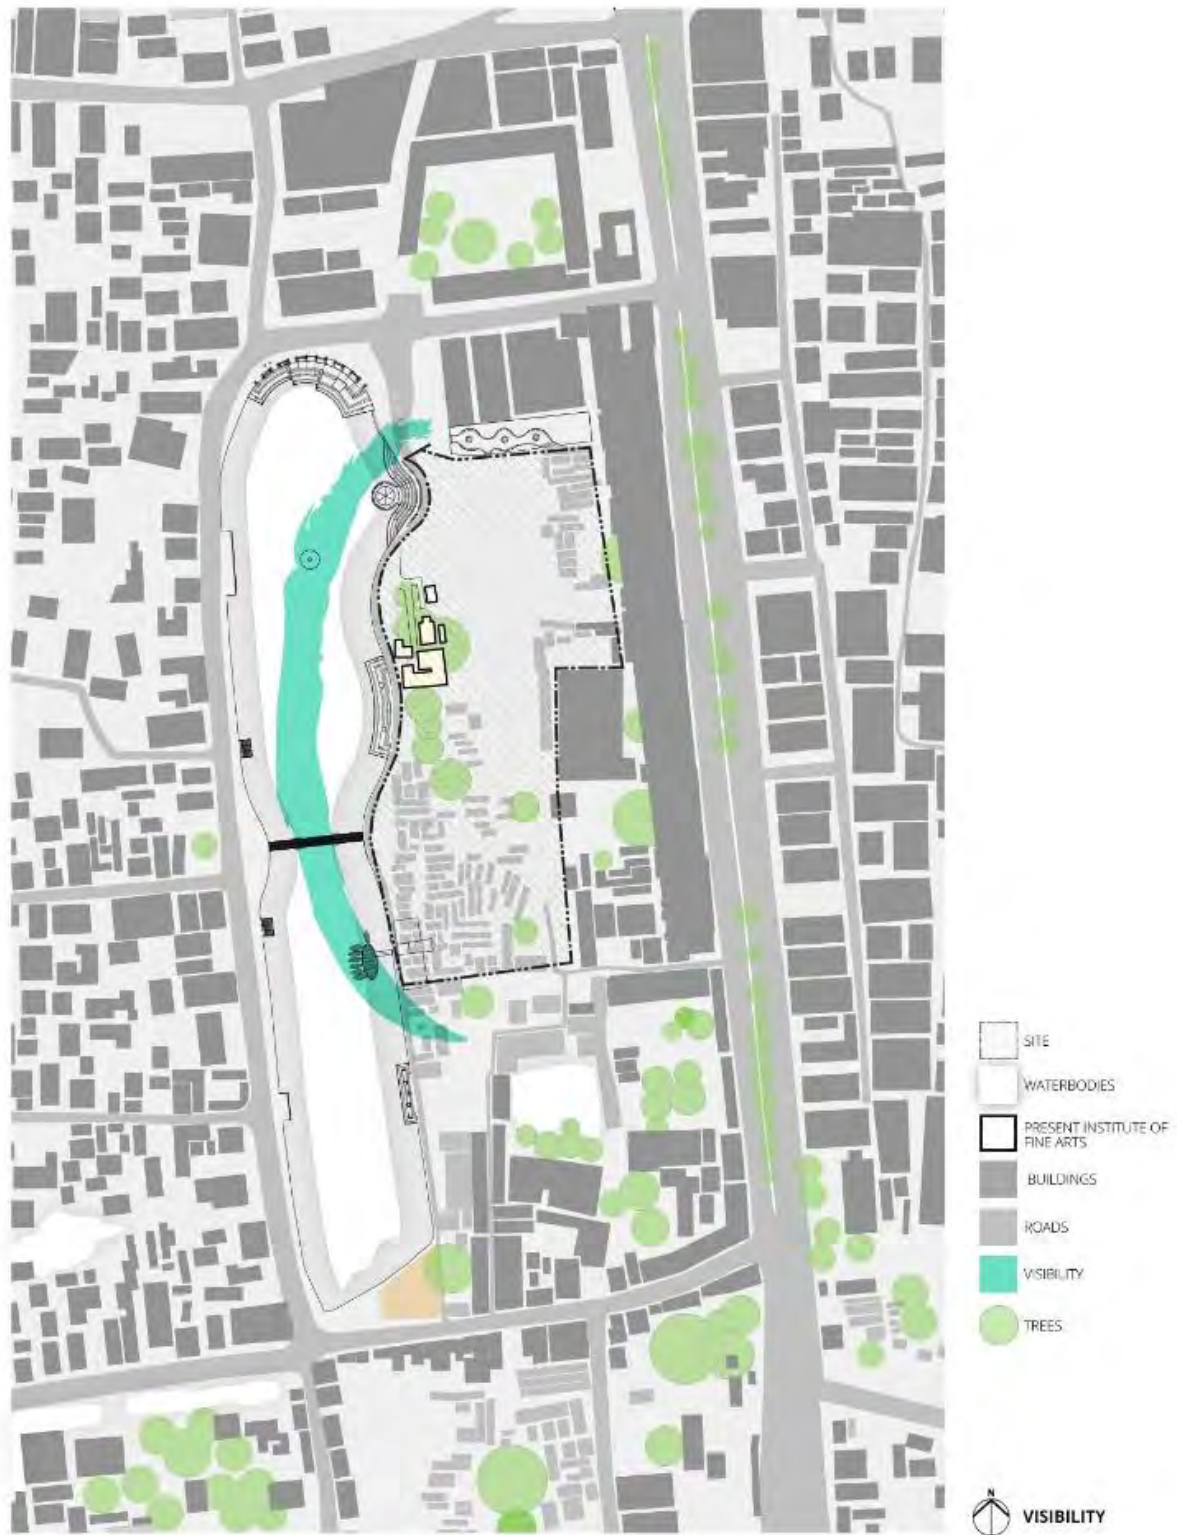 SITE
WATERBODIES
PRESENT INSTITUTE OF
FINE ARTS
BUILDINGS
ROADS
VISIBILITY
TREES
N
VISIBILITY